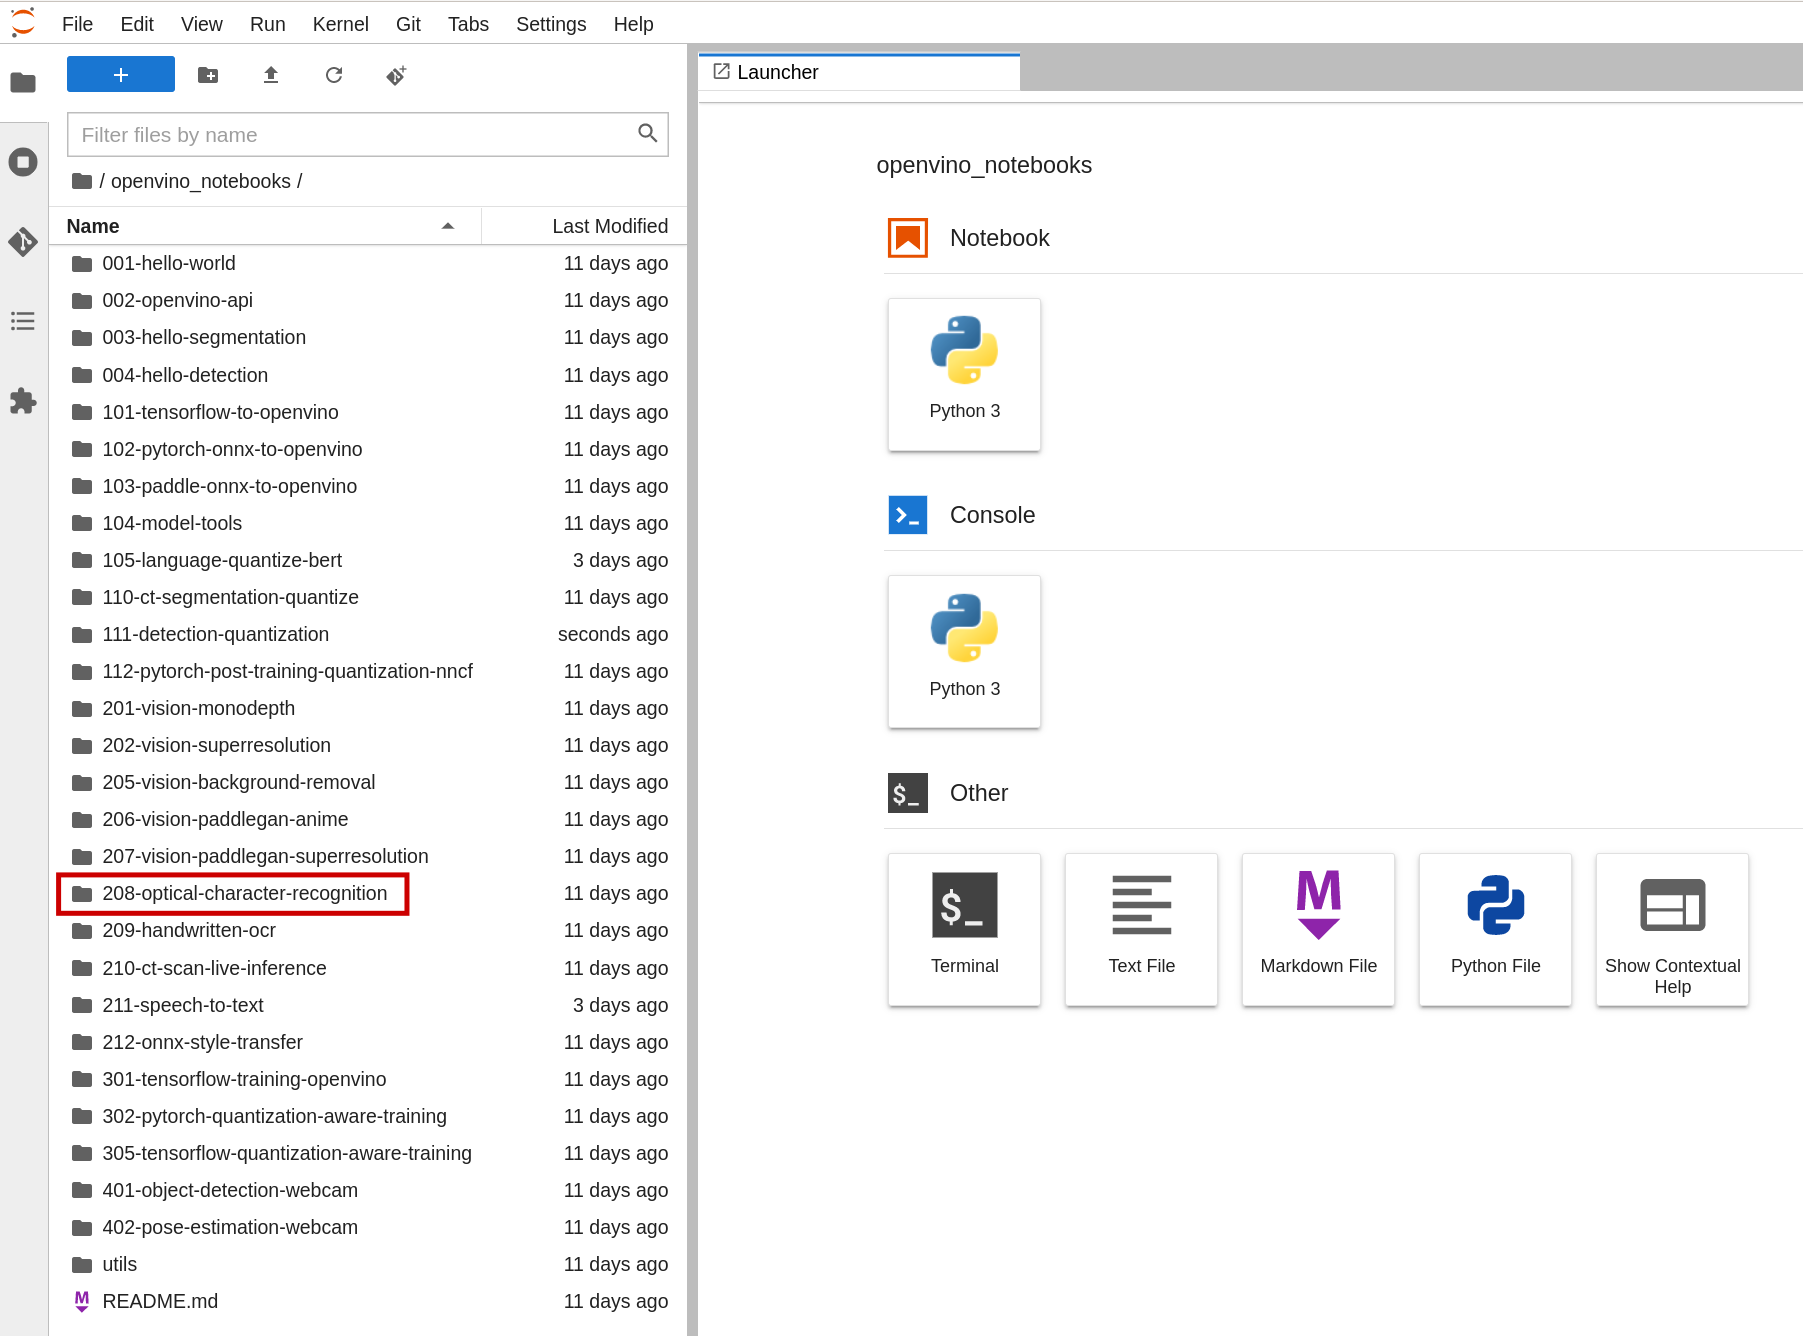 File Edit View Run Kernel Git Tabs Settings Help
Launcher
Filter files by name
/ openvino_notebooks /
Name Last Modified
001-hello-world 11 days ago
002-openvino-api 11 days ago
003-hello-segmentation 11 days ago
004-hello-detection 11 days ago
101-tensorflow-to-openvino 11 days ago
102-pytorch-onnx-to-openvino 11 days ago
103-paddle-onnx-to-openvino 11 days ago
104-model-tools 11 days ago
105-language-quantize-bert 3 days ago
110-ct-segmentation-quantize 11 days ago
111-detection-quantization seconds ago
112-pytorch-post-training-quantization-nncf 11 days ago
201-vision-monodepth 11 days ago
202-vision-superresolution 11 days ago
205-vision-background-removal 11 days ago
206-vision-paddlegan-anime 11 days ago
207-vision-paddlegan-superresolution 11 days ago
208-optical-character-recognition 11 days ago
209-handwritten-ocr 11 days ago
210-ct-scan-live-inference 11 days ago
211-speech-to-text 3 days ago
212-onnx-style-transfer 11 days ago
301-tensorflow-training-openvino 11 days ago
302-pytorch-quantization-aware-training 11 days ago
305-tensorflow-quantization-aware-training 11 days ago
401-object-detection-webcam 11 days ago
402-pose-estimation-webcam 11 days ago
utils 11 days ago
README.md 11 days ago
openvino_notebooks
Notebook
Python 3
Console
Python 3
$_ Other
$_ M
Terminal Text File Markdown File Python File Show Contextual
Help